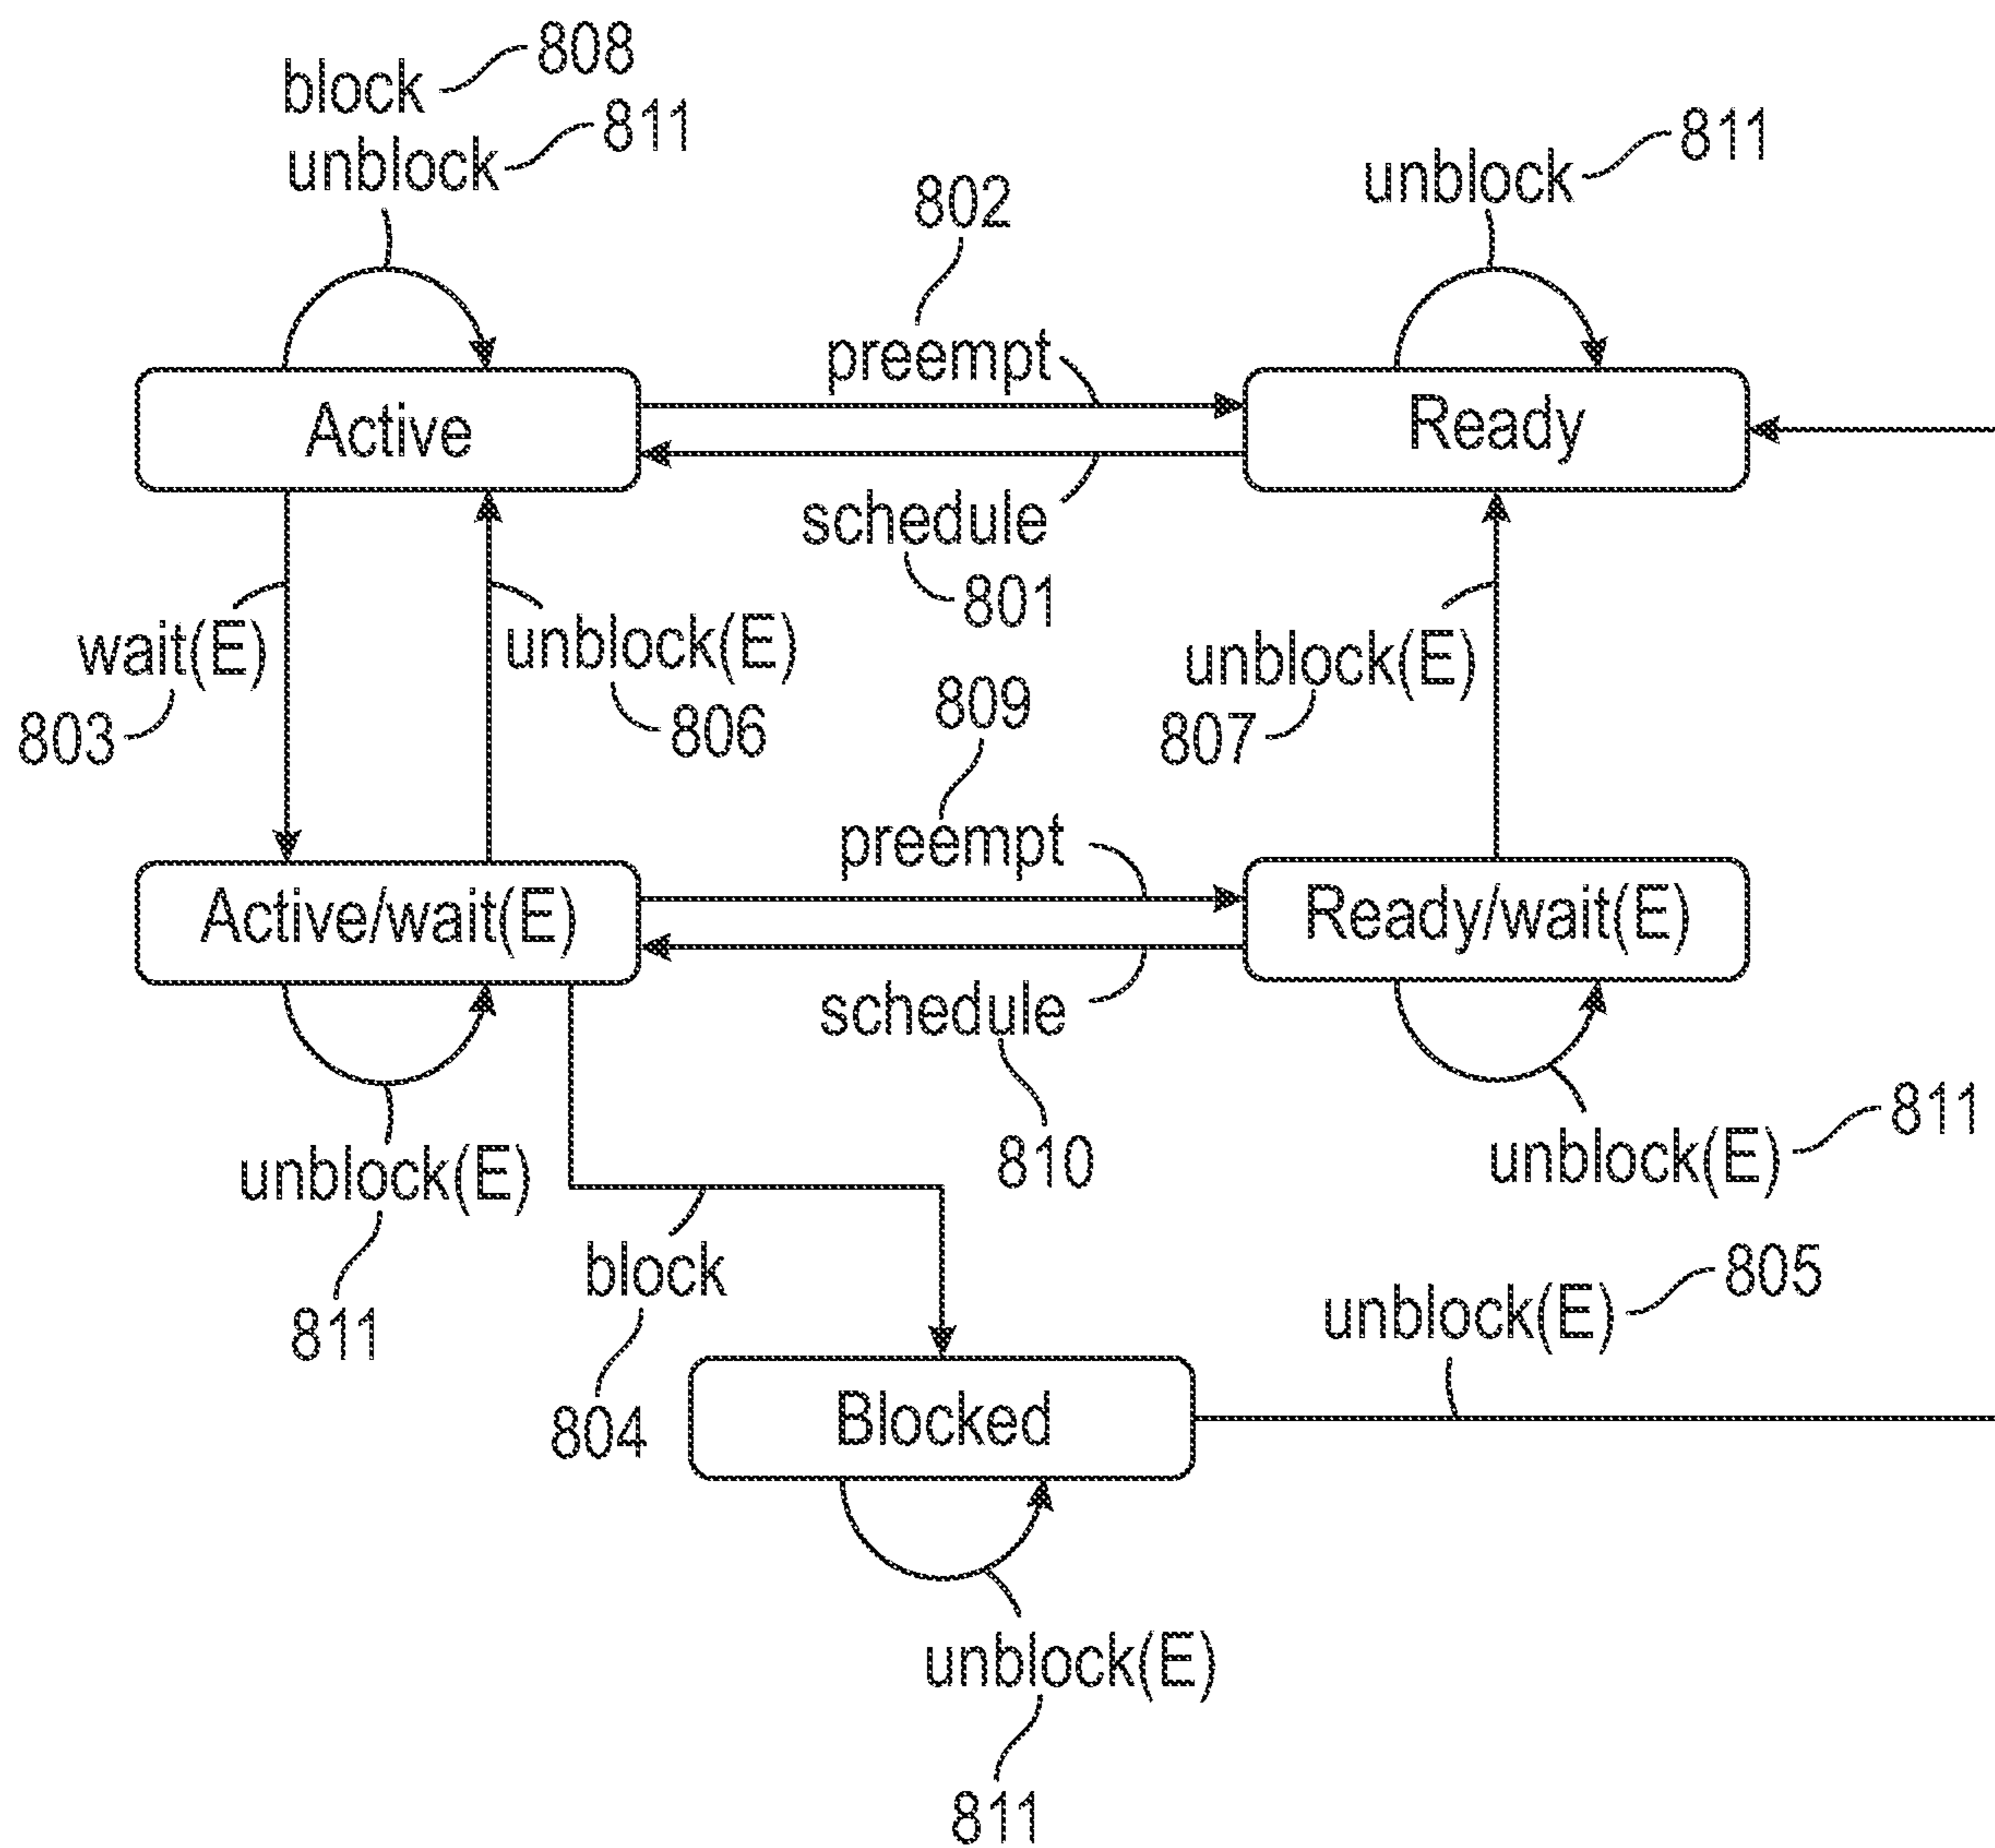 block 808
unblock 811
unblock 811
802
preempt
Active
Ready
schedule
801
wait(E)
803
unblock(E)
806
unblock(E)
807
809
preempt
Active/wait(E)
Ready/wait(E)
schedule
810
unblock(E)
811
unblock(E) 811
block
804
unblock(E) 805
Blocked
unblock(E)
811